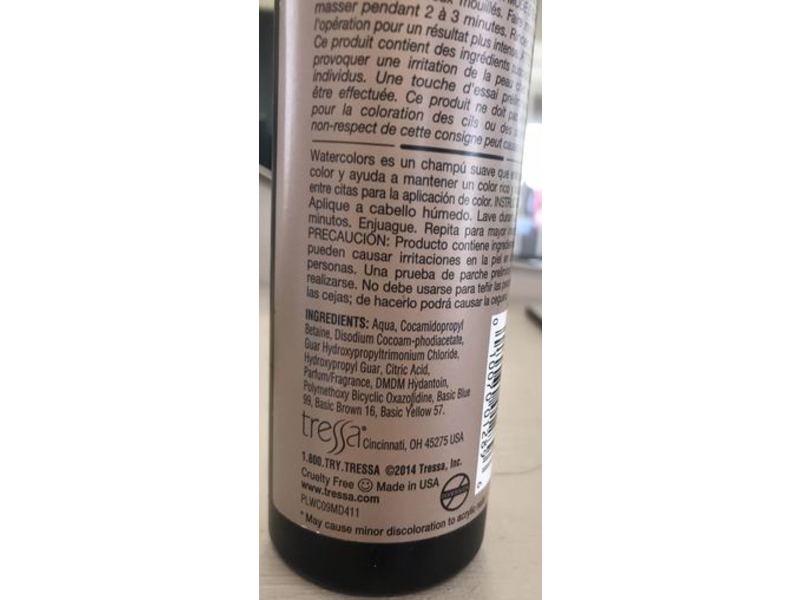 mouillés.
masser pendant 2 à 3 minutes.
l'opération pour un résultat plus
Ce produit contient des ingrédients
provoquer une irritation de la peau
individus. Une touche d'essai
être effectuée. Ce produit ne doit
pour la coloration des cils ou des
non-respect de cette consigne peut
Watercolors es un champú suave que
color y ayuda a mantener un color rico
entre citas para la aplicación de color.
Aplique a cabello húmedo. Lave
minutos. Enjuague. Repita para mayor
PRECAUCIÓN: Producto contiene
pueden causar irritaciones en la piel
personas. Una prueba de parche
realizarse. No debe usarse para teñir las
las cejas; de hacerlo podrá causar la
INGREDIENTS: Aqua, Cocamidopropyl
Betaine, Disodium Cocoam-phodiacetate,
Guar Hydroxypropyltrimonium Chloride,
Hydroxypropyl Guar, Citric Acid,
Parfum/Fragrance, DMDM Hydantoin,
Polymethoxy Bicyclic Oxazolidine, Basic Blue
99, Basic Brown 16, Basic Yellow 57.
tressa® Cincinnati, OH 45275 USA
1.800.TRY.TRESSA ©2014 Tressa, Inc.
Cruelty Free Made in USA
www.tressa.com
PLWC09MD411
*May cause minor discoloration to acrylic